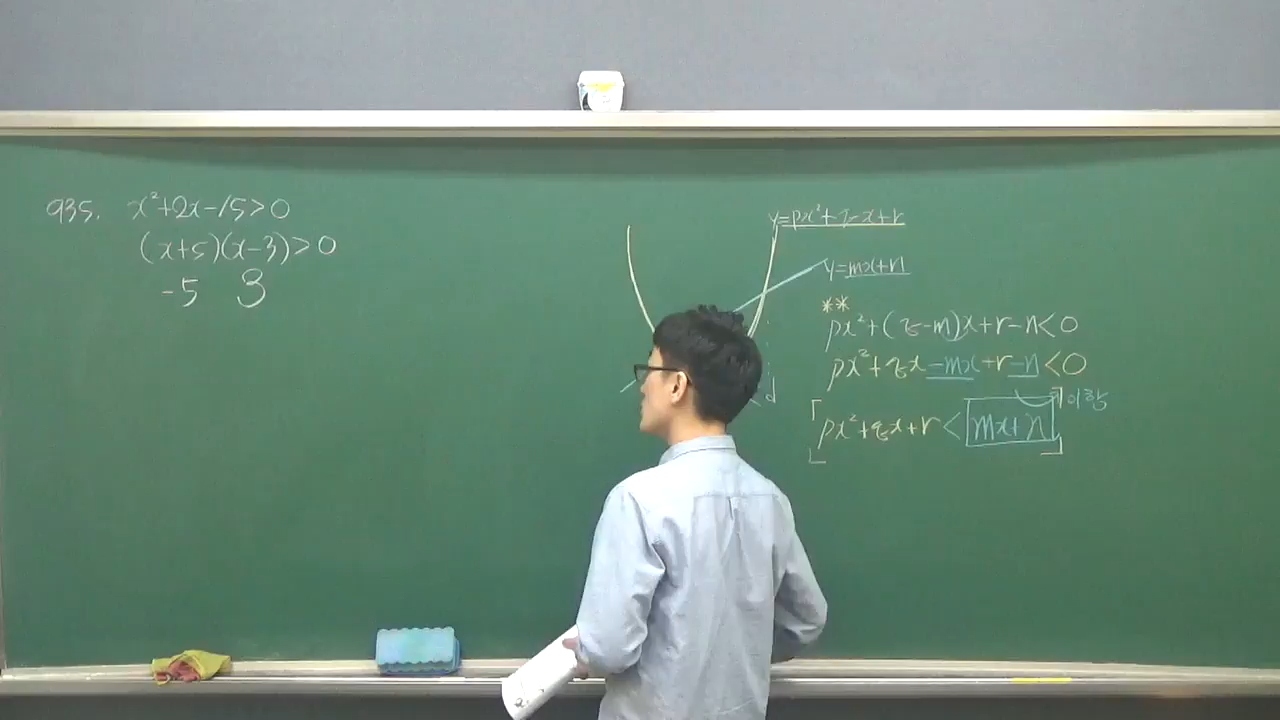 935. x²+2x-15>0
(x+5)(x-3)>0
-5 3
y=px²+qx+r
y=mx+n
**
px²+(q-m)x+r-n<0
px²+qx-mx+r-n<0
이항
px²+qx+r<mx+n
d